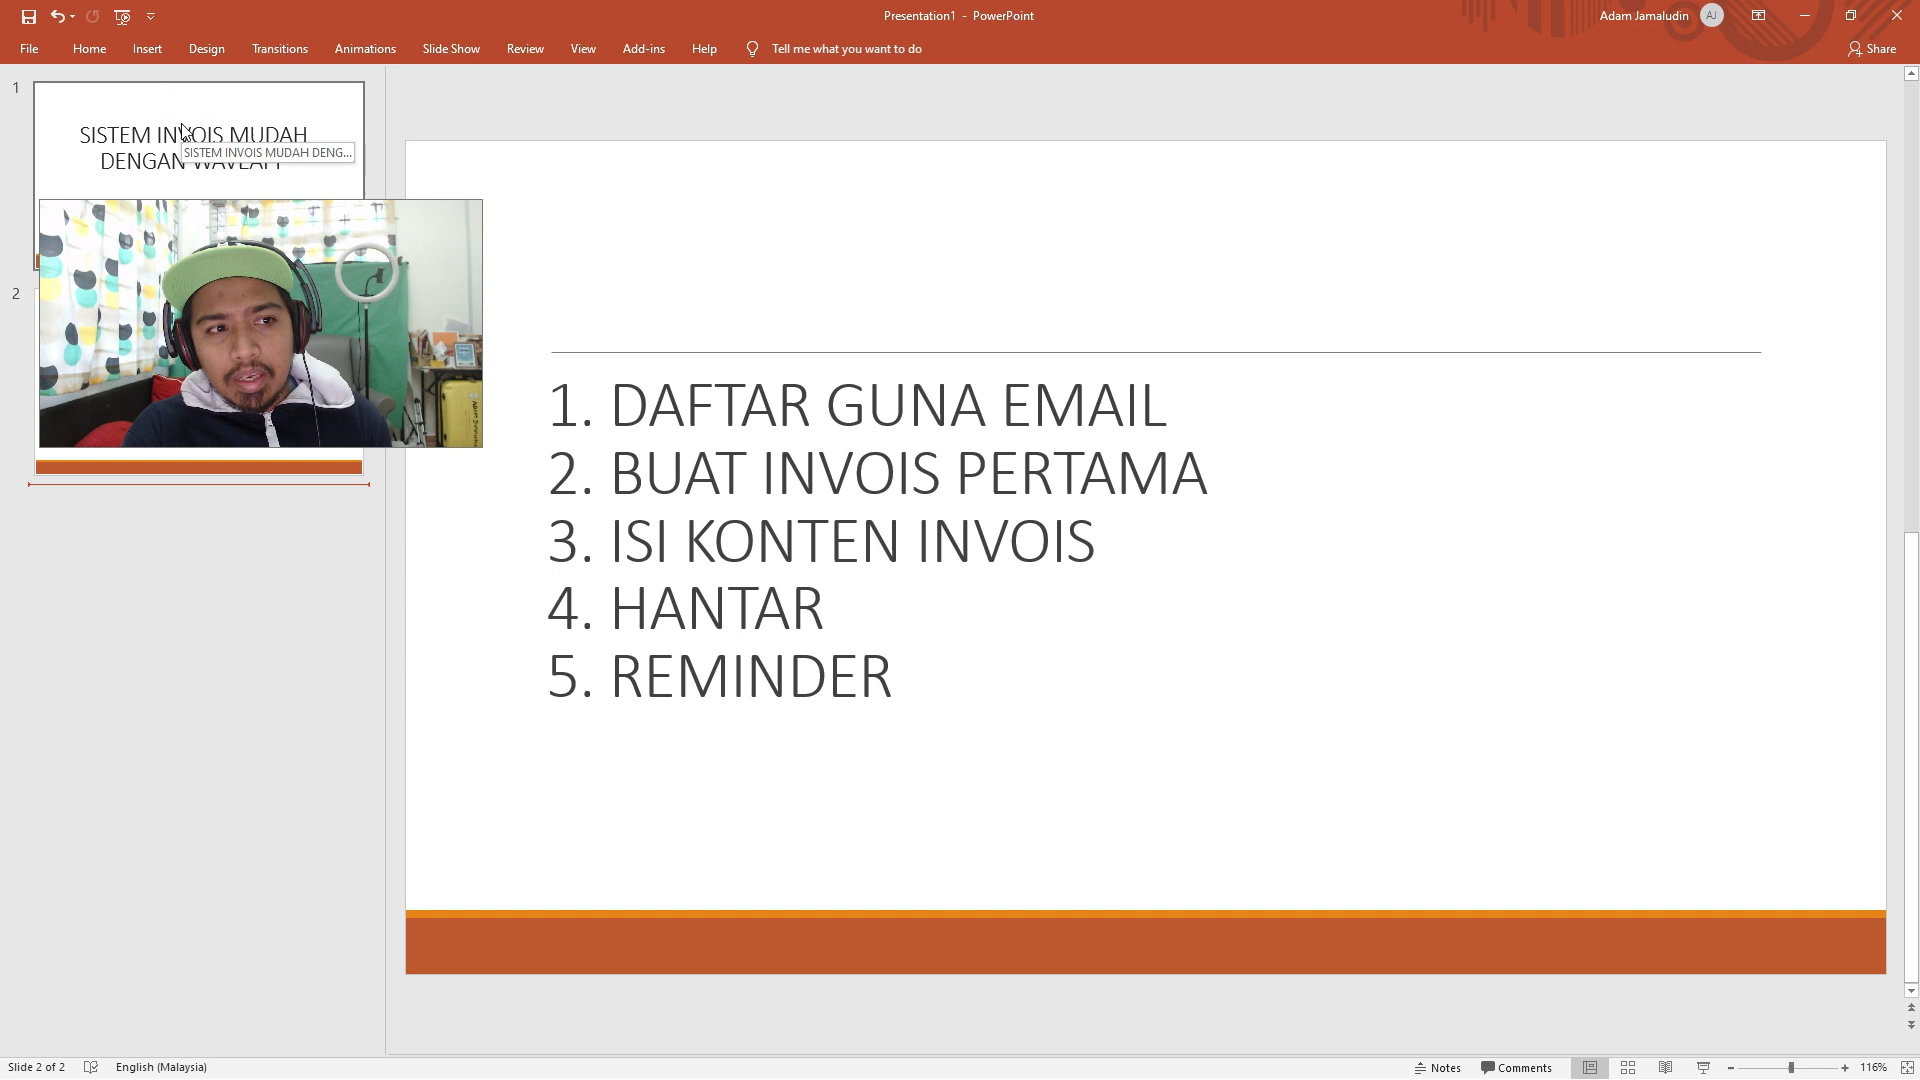 Presentation1 - PowerPoint
Adam Jamaludin
AJ
File Home Insert Design Transitions Animations Slide Show Review View Add-ins Help Tell me what you want to do
Share
1
SISTEM INVOIS MUDAH
DENGAN
SISTEM INVOIS MUDAH DENG...
2
1. DAFTAR GUNA EMAIL
2. BUAT INVOIS PERTAMA
3. ISI KONTEN INVOIS
4. HANTAR
5. REMINDER
Slide 2 of 2 English (Malaysia) Notes Comments 116%